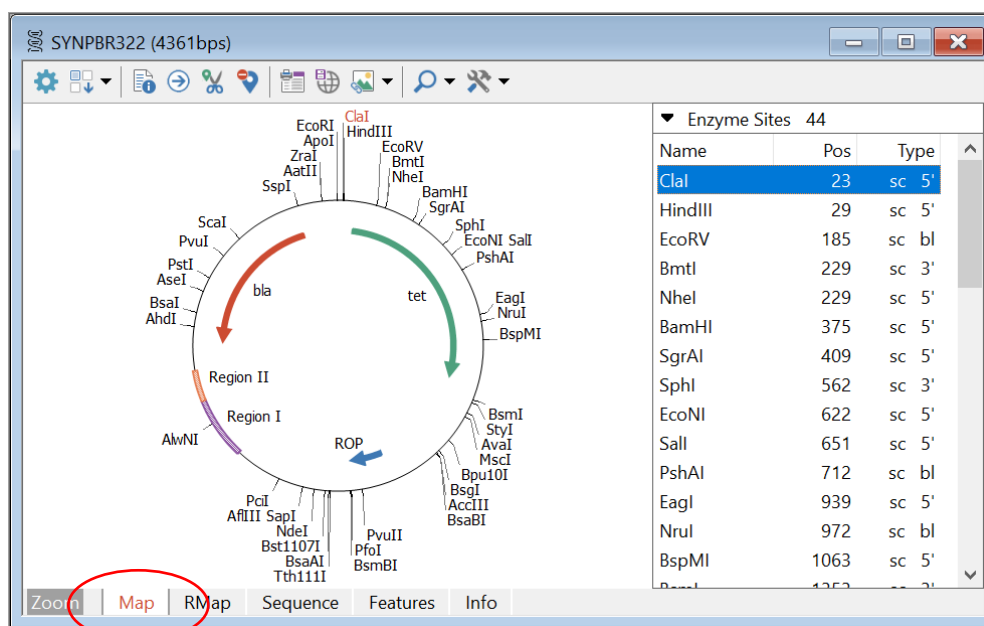 SYNPBR322 (4361bps)
EcoRI
ClaI
ApoI
HindIII
ZraI
EcoRV
AatII
BmtI
SspI
NheI
BamHI
SgrAI
ScaI
SphI
PvuI
EcoNI SalI
PshAI
PstI
AseI
BsaI
bla
tet
EagI
AhdI
NruI
BspMI
Region II
Region I
BsmI
StyI
AlwNI
ROP
AvaI
MscI
Bpu10I
BsgI
PciI
AccIII
AflIII SapI
BsaBI
NdeI
PvuII
Bst1107I
PfoI
BsaAI
BsmBI
Tth111I
Enzyme Sites 44
Name Pos Type
ClaI 23 sc 5'
HindIII 29 sc 5'
EcoRV 185 sc bl
BmtI 229 sc 3'
NheI 229 sc 5'
BamHI 375 sc 5'
SgrAI 409 sc 5'
SphI 562 sc 3'
EcoNI 622 sc 5'
SalI 651 sc 5'
PshAI 712 sc bl
EagI 939 sc 5'
NruI 972 sc bl
BspMI 1063 sc 5'
Zoom Map RMap Sequence Features Info